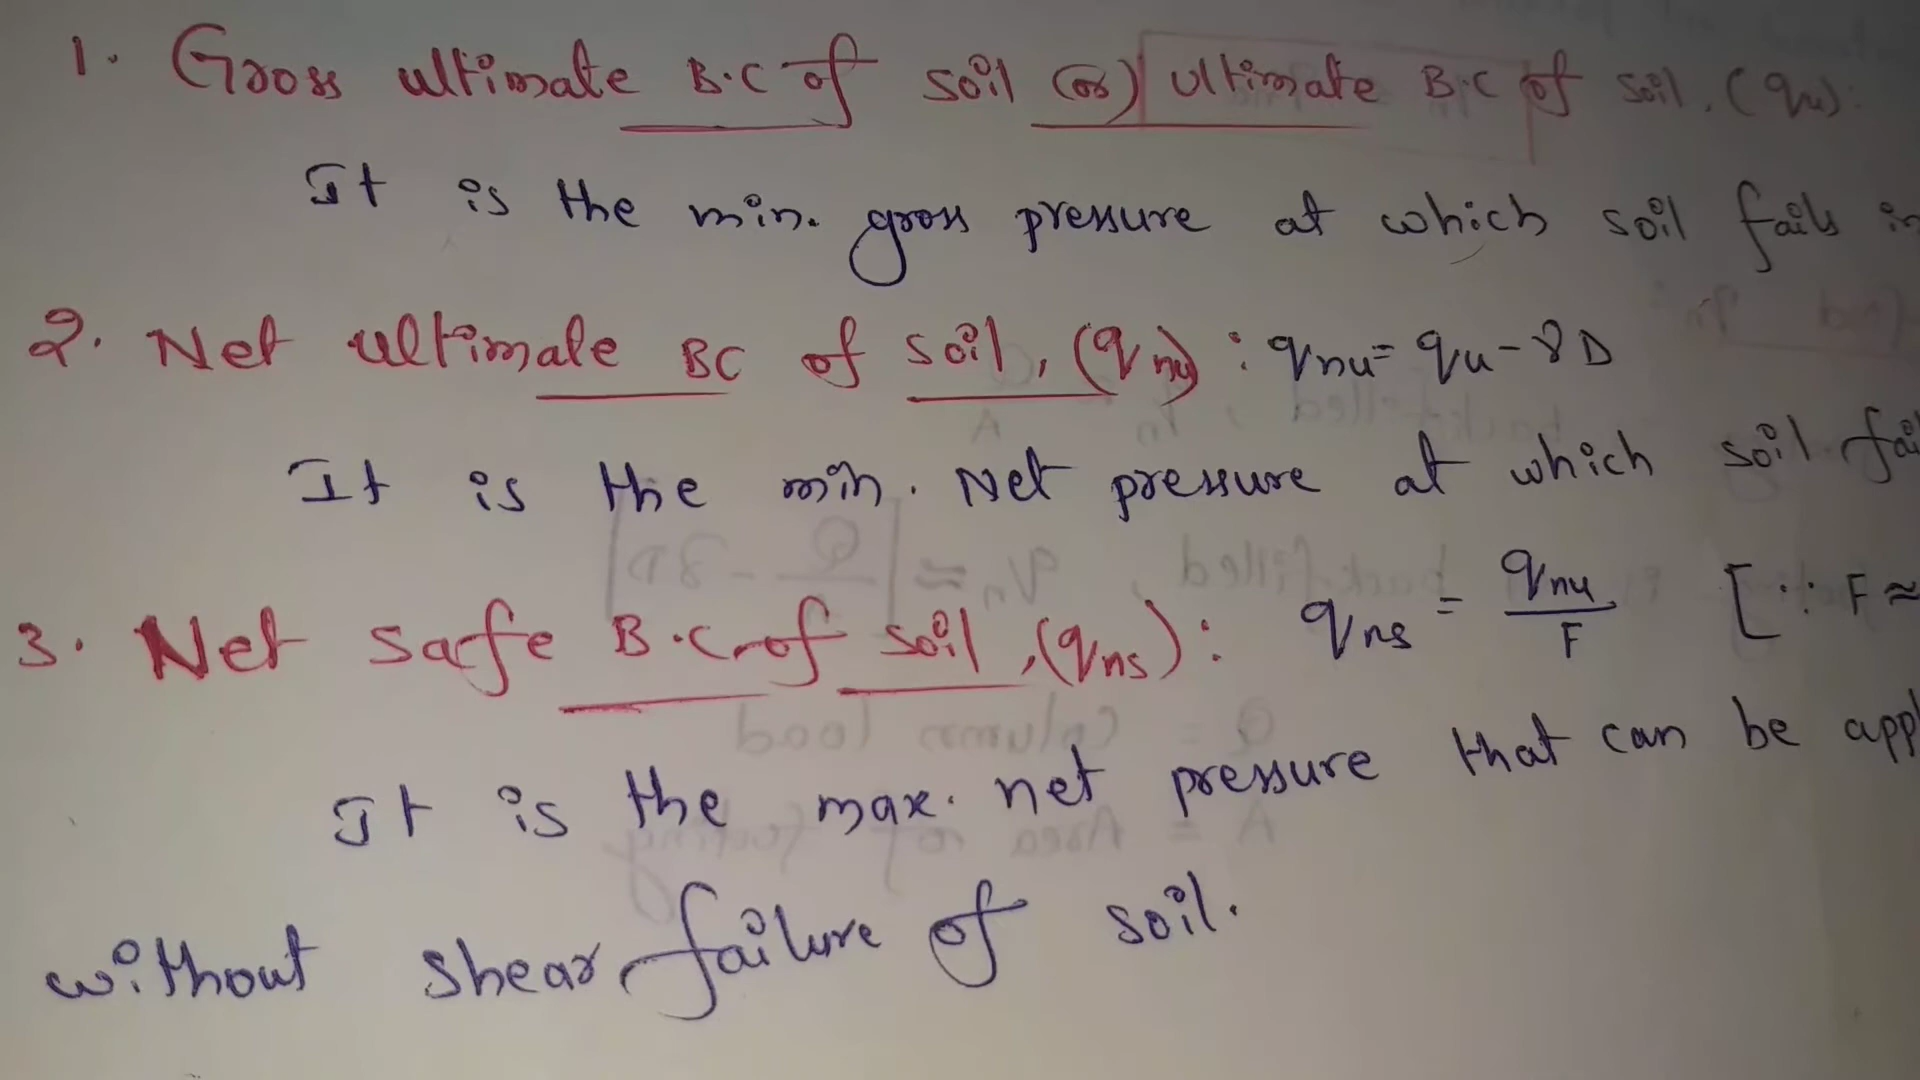 1. Gross ultimate B.C of soil (or) Ultimate B.C of soil, (qu):
It is the min. gross pressure at which soil fails in
2. Net ultimate BC of soil, (qnu) : qnu = qu - γD
It is the min. Net pressure at which soil fai
3. Net safe B.C of soil, (qns) : qns = qnu/F [∵ F ≈
It is the max. net pressure that can be appl
without shear failure of soil.